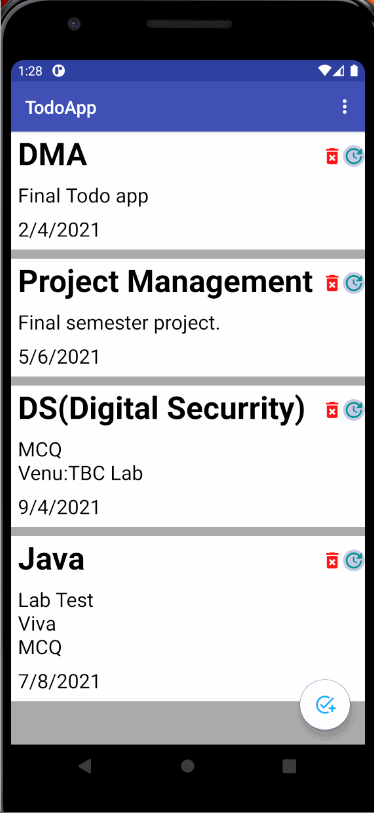 1:28
TodoApp
DMA
Final Todo app
2/4/2021
Project Management
Final semester project.
5/6/2021
DS(Digital Securrity)
MCQ
Venu:TBC Lab
9/4/2021
Java
Lab Test
Viva
MCQ
7/8/2021